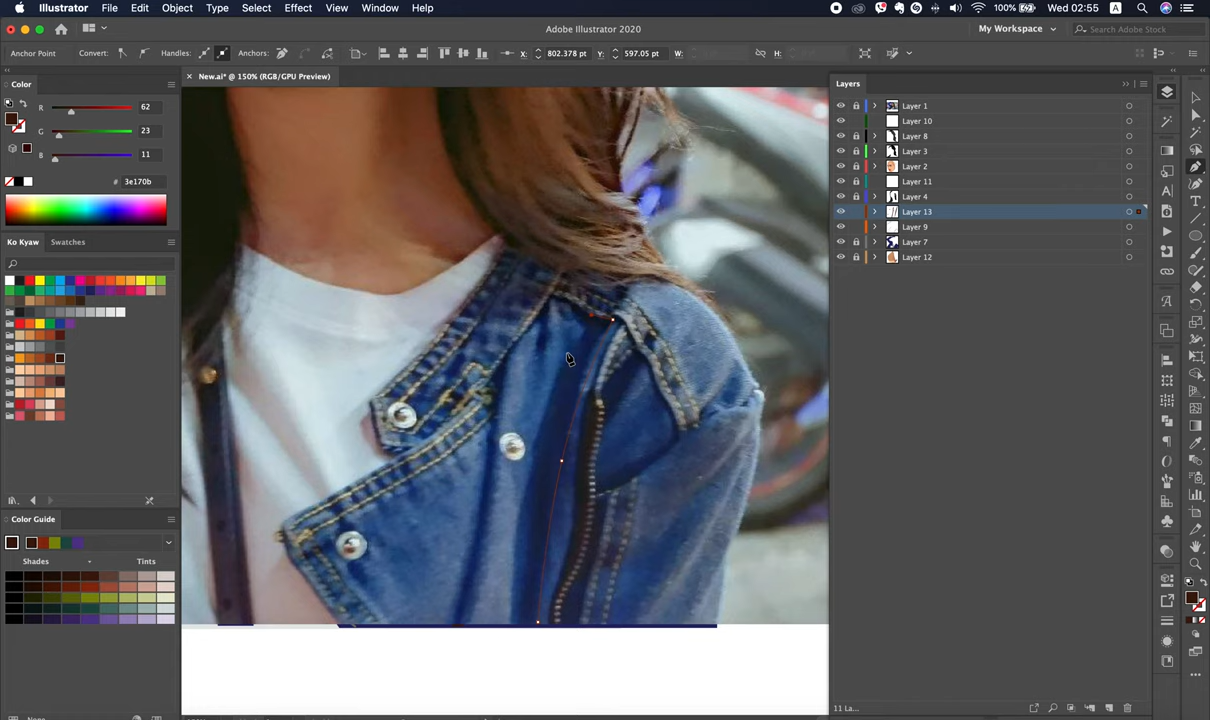 Illustrator File Edit Object Type Select Effect View Window Help 100% Wed 02:55 A
Adobe Illustrator 2020 My Workspace Search Adobe Stock
Anchor Point Convert: Handles: Anchors: X: 802.378 pt Y: 597.05 pt W: H:
× New.ai* @ 150% (RGB/GPU Preview)
Color
R 62
G 23
B 11
# 3e170b
Ko Kyaw Swatches
Color Guide
Shades Tints
None
Layers
Layer 1
Layer 10
Layer 8
Layer 3
Layer 2
Layer 11
Layer 4
Layer 13
Layer 9
Layer 7
Layer 12
11 La...